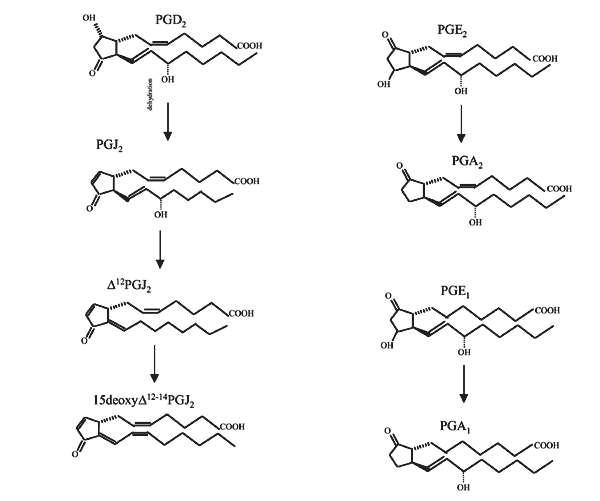 PGD2
OH
COOH
O
OH
dehydration
PGJ2
COOH
O
OH
Δ12PGJ2
COOH
O
15deoxyΔ12-14PGJ2
COOH
O
PGE2
O
COOH
OH
OH
PGA2
O
COOH
OH
PGE1
O
COOH
OH
OH
PGA1
O
COOH
OH